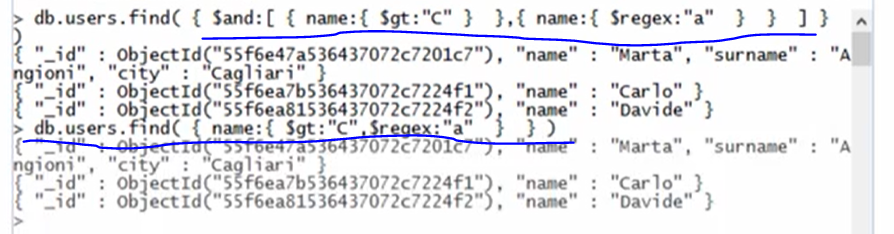 > db.users.find( { $and:[ { name:{ $gt:"C" }  },{ name:{ $regex:"a"  }  }  ] }
)
{ "_id" : ObjectId("55f6e47a536437072c7201c7"), "name" : "Marta", "surname" : "A
ngioni", "city" : "Cagliari" }
{ "_id" : ObjectId("55f6ea7b536437072c7224f1"), "name" : "Carlo" }
{ "_id" : ObjectId("55f6ea81536437072c7224f2"), "name" : "Davide" }
> db.users.find( { name:{ $gt:"C",$regex:"a"  }  } )
{ "_id" : ObjectId("55f6e47a536437072c7201c7"), "name" : "Marta", "surname" : "A
ngioni", "city" : "Cagliari" }
{ "_id" : ObjectId("55f6ea7b536437072c7224f1"), "name" : "Carlo" }
{ "_id" : ObjectId("55f6ea81536437072c7224f2"), "name" : "Davide" }
>